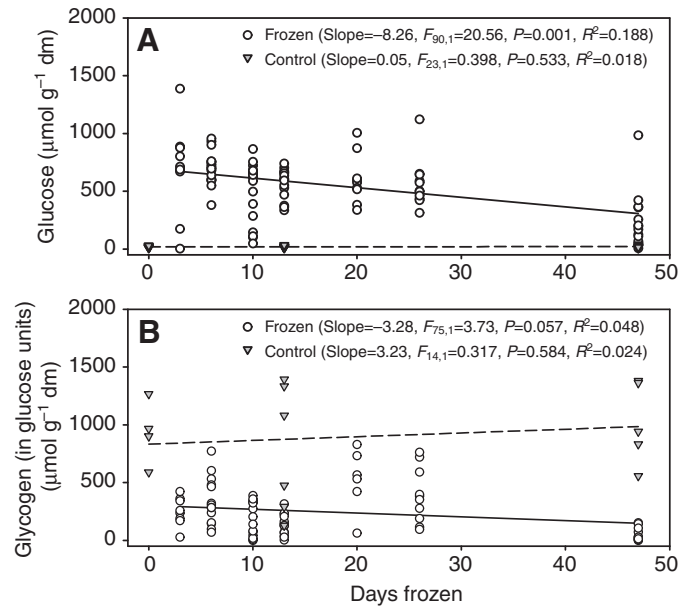 A
Frozen (Slope=–8.26, F90,1=20.56, P=0.001, R2=0.188)
Control (Slope=0.05, F23,1=0.398, P=0.533, R2=0.018)
Glucose (μmol g–1 dm)
2000
1500
1000
500
0
0 10 20 30 40 50
B
Frozen (Slope=–3.28, F75,1=3.73, P=0.057, R2=0.048)
Control (Slope=3.23, F14,1=0.317, P=0.584, R2=0.024)
Glycogen (in glucose units)
(μmol g–1 dm)
2000
1500
1000
500
0
0 10 20 30 40 50
Days frozen